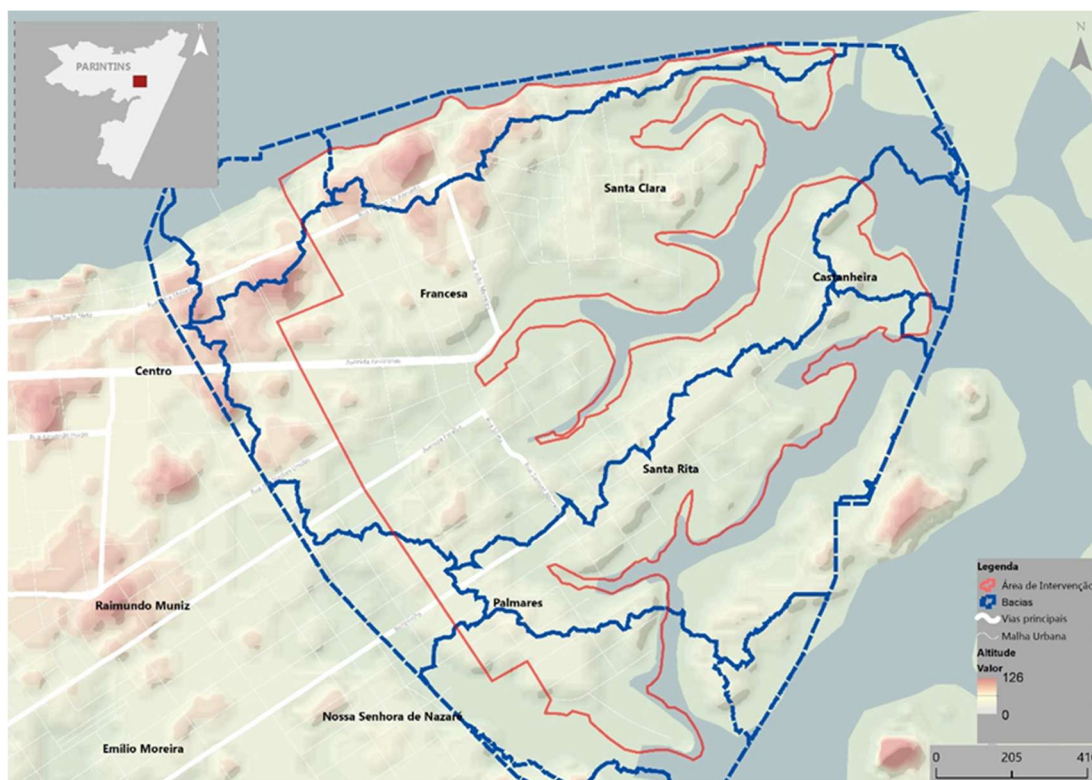 N
PARINTINS
N
Santa Clara
Castanheira
Francesa
Centro
Santa Rita
Raimundo Muniz
Palmares
Nossa Senhora de Nazaré
Emílio Moreira
Legenda
Área de Intervenção
Bacias
Vias principais
Malha Urbana
Altitude
Valor
126
0
0 205 410